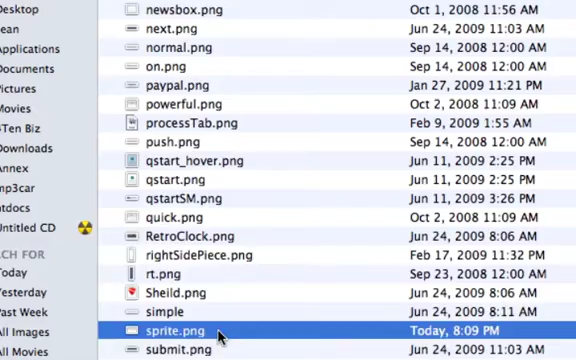 Desktop
ean
Applications
Documents
Pictures
Movies
4Ten Biz
Downloads
Annex
mp3car
htdocs
Untitled CD
RCH FOR
Today
Yesterday
Past Week
All Images
All Movies
newsbox.png Oct 1, 2008 11:56 AM
next.png Jun 24, 2009 11:03 AM
normal.png Sep 14, 2008 12:00 AM
on.png Sep 14, 2008 12:00 AM
paypal.png Jan 27, 2009 11:21 PM
powerful.png Oct 2, 2008 11:09 AM
processTab.png Feb 9, 2009 1:55 AM
push.png Sep 14, 2008 12:00 AM
qstart_hover.png Jun 11, 2009 2:25 PM
qstart.png Jun 11, 2009 2:25 PM
qstartSM.png Jun 11, 2009 3:26 PM
quick.png Oct 2, 2008 11:09 AM
RetroClock.png Jun 24, 2009 8:06 AM
rightSidePiece.png Feb 17, 2009 11:32 PM
rt.png Sep 23, 2008 12:00 AM
Sheild.png Jun 24, 2009 8:06 AM
simple Jun 24, 2009 8:11 AM
sprite.png Today, 8:09 PM
submit.png Jun 24, 2009 11:03 AM